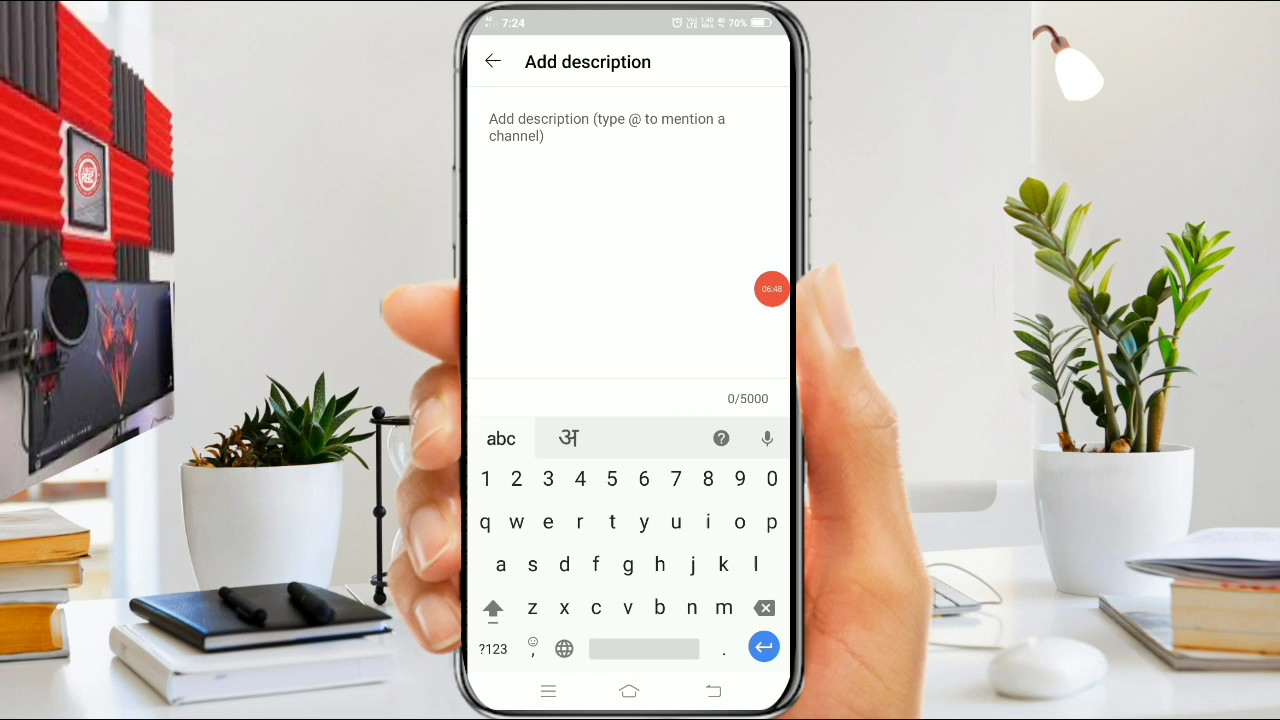 7:24
70%
Add description
Add description (type @ to mention a
channel)
06:48
0/5000
abc अ
1 2 3 4 5 6 7 8 9 0
q w e r t y u i o p
a s d f g h j k l
z x c v b n m
?123 , .